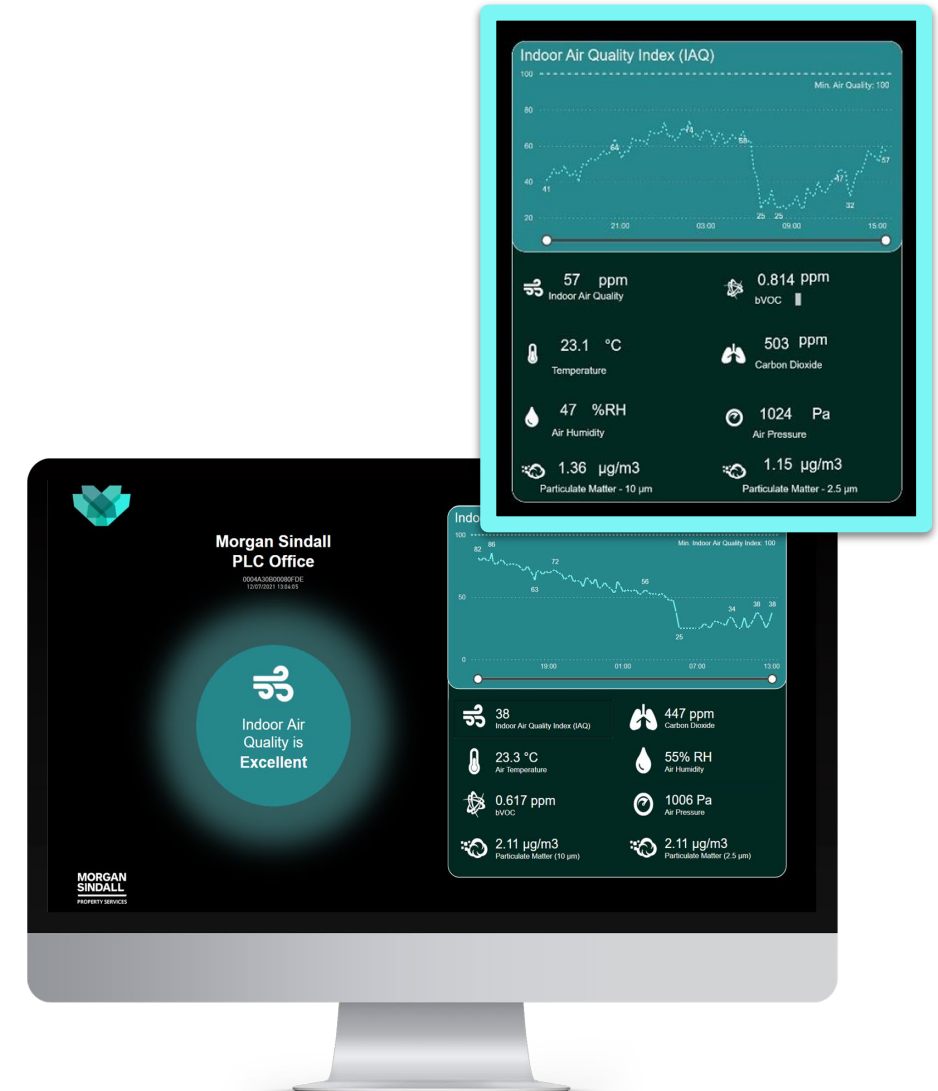 Indoor Air Quality Index (IAQ)
100
Min. Air Quality: 100
80
60
40
20
41
64
74
68
25
25
47
32
57
21:00
03:00
09:00
15:00
57 ppm
Indoor Air Quality
0.814 ppm
bVOC
23.1 °C
Temperature
503 ppm
Carbon Dioxide
47 %RH
Air Humidity
1024 Pa
Air Pressure
1.36 µg/m3
Particulate Matter - 10 µm
1.15 µg/m3
Particulate Matter - 2.5 µm
Morgan Sindall
PLC Office
0004A30B00080FDE
12/07/2021 13:04:05
Indoor Air
Quality is
Excellent
MORGAN
SINDALL
PROPERTY SERVICES
Indo
100
Min. Indoor Air Quality Index: 100
50
0
82
86
63
72
56
25
34
38
38
19:00
01:00
07:00
13:00
38
Indoor Air Quality Index (IAQ)
447 ppm
Carbon Dioxide
23.3 °C
Air Temperature
55% RH
Air Humidity
0.617 ppm
bVOC
1006 Pa
Air Pressure
2.11 µg/m3
Particulate Matter (10 µm)
2.11 µg/m3
Particulate Matter (2.5 µm)